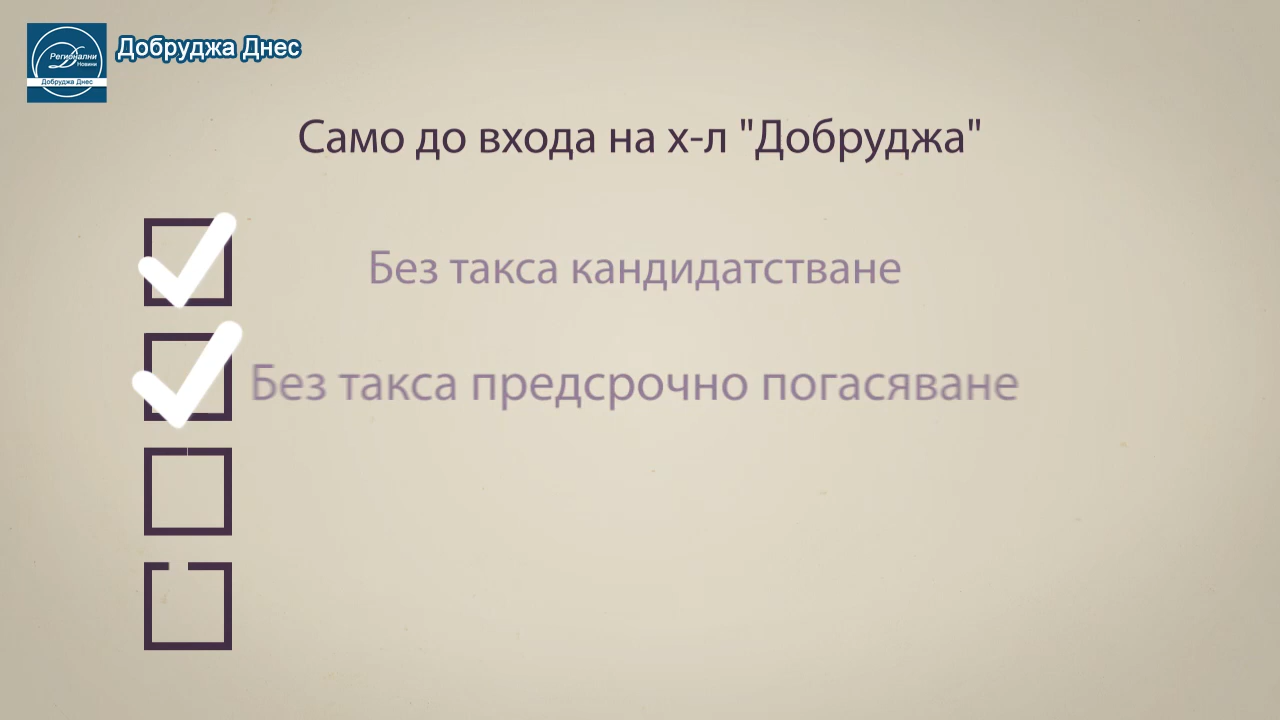 Регионални
Новини
Добруджа Днес
Добруджа Днес
Само до входа на х-л "Добруджа"
Без такса кандидатстване
Без такса предсрочно погасяване